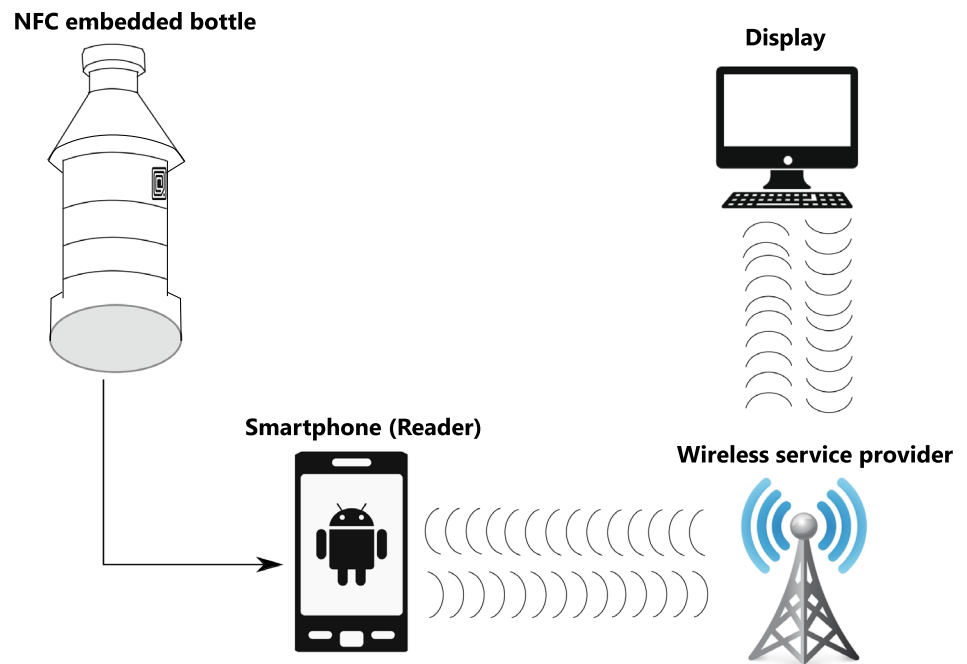 NFC embedded bottle
Display
Smartphone (Reader)
Wireless service provider